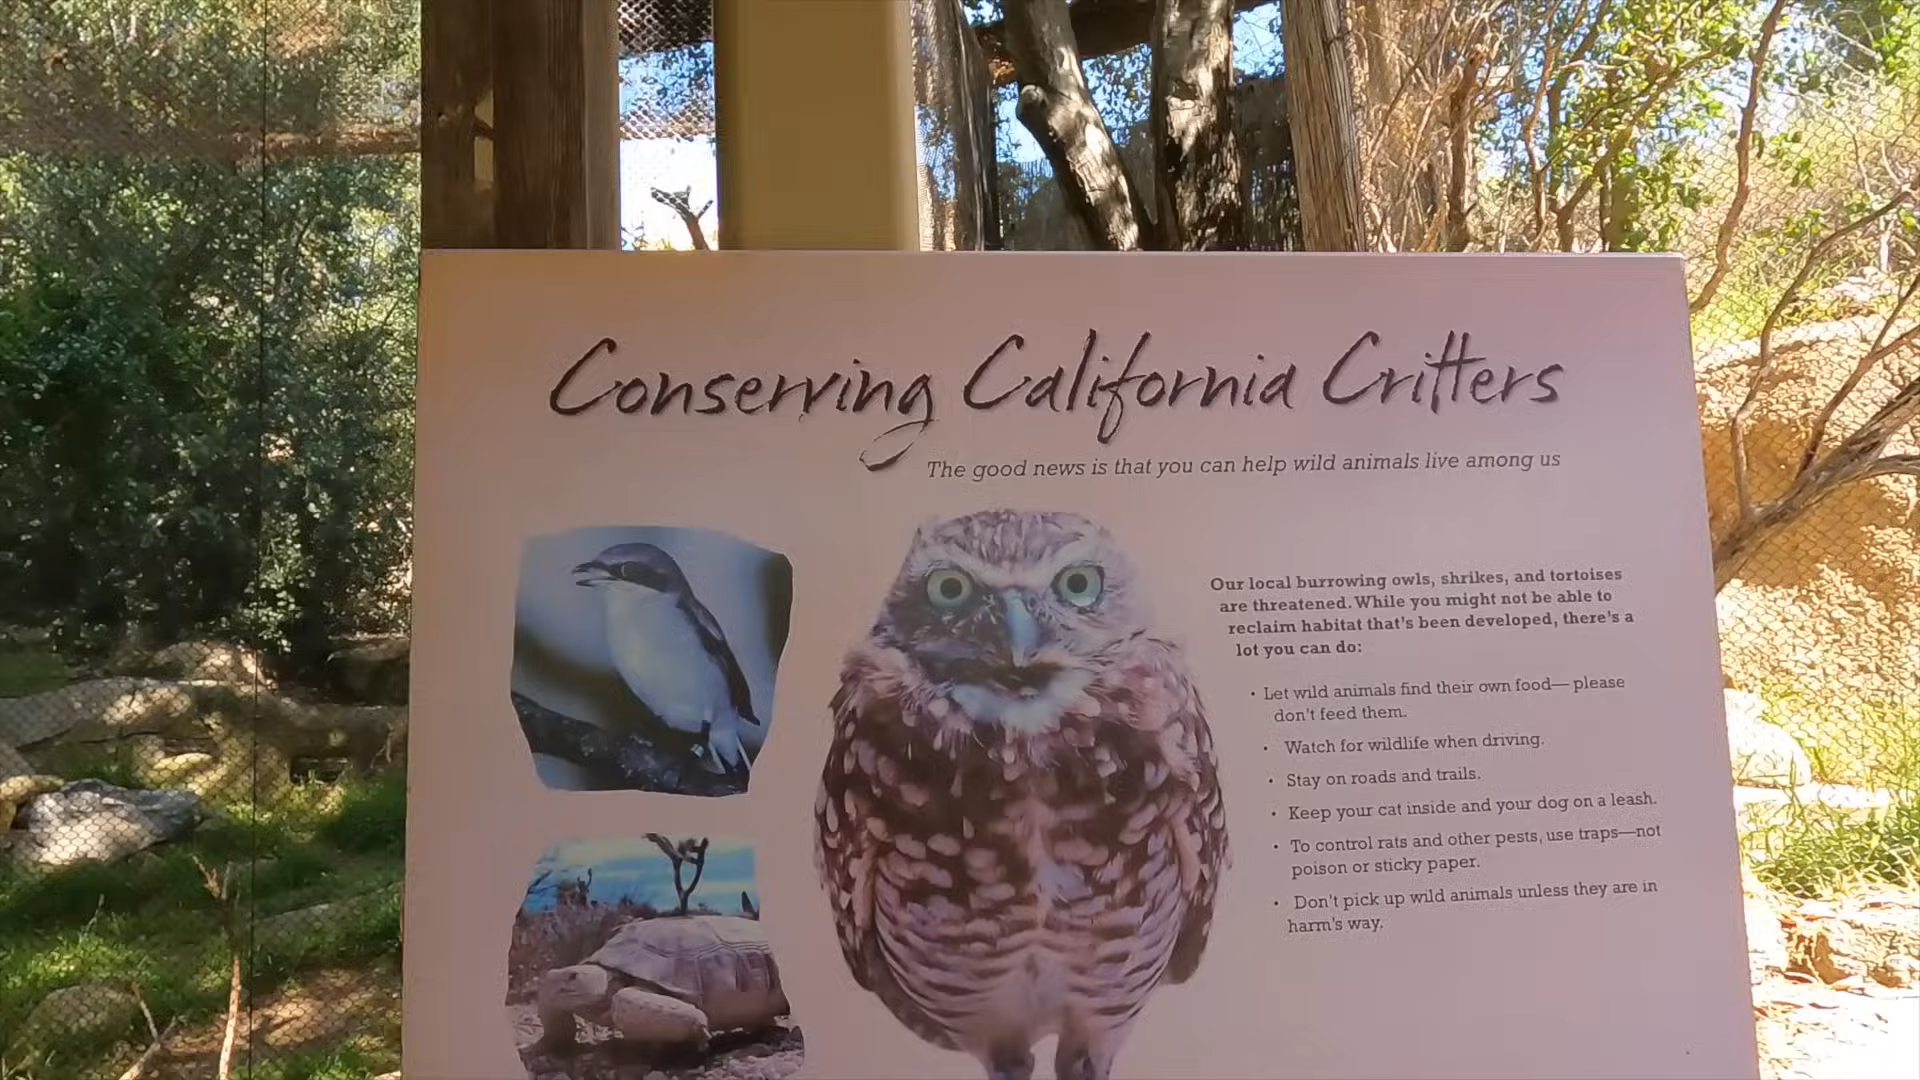 Conserving California Critters
The good news is that you can help wild animals live among us
Our local burrowing owls, shrikes, and tortoises
are threatened. While you might not be able to
reclaim habitat that's been developed, there's a
lot you can do:
• Let wild animals find their own food— please
don't feed them.
• Watch for wildlife when driving.
• Stay on roads and trails.
• Keep your cat inside and your dog on a leash.
• To control rats and other pests, use traps—not
poison or sticky paper.
• Don't pick up wild animals unless they are in
harm's way.